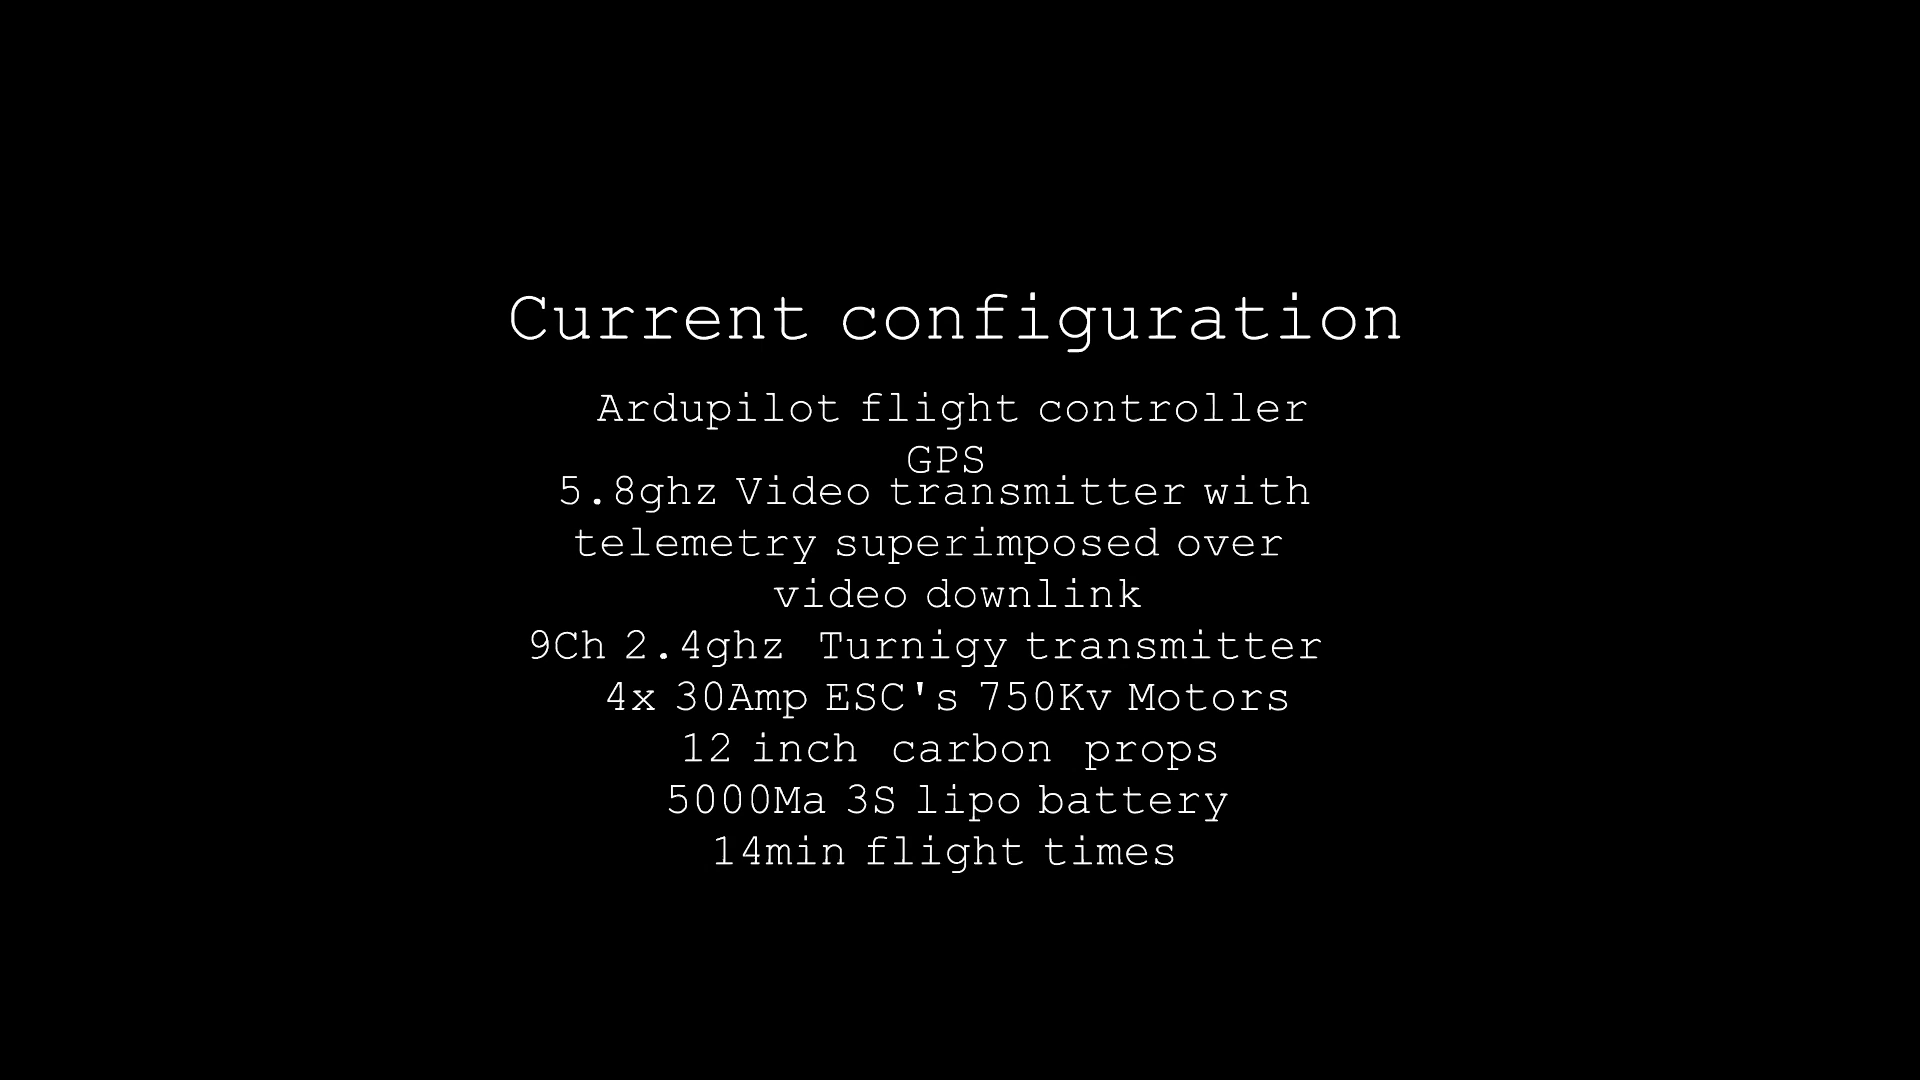 Current configuration
Ardupilot flight controller
GPS
5.8ghz Video transmitter with
telemetry superimposed over
video downlink
9Ch 2.4ghz Turnigy transmitter
4x 30Amp ESC's 750Kv Motors
12 inch carbon props
5000Ma 3S lipo battery
14min flight times